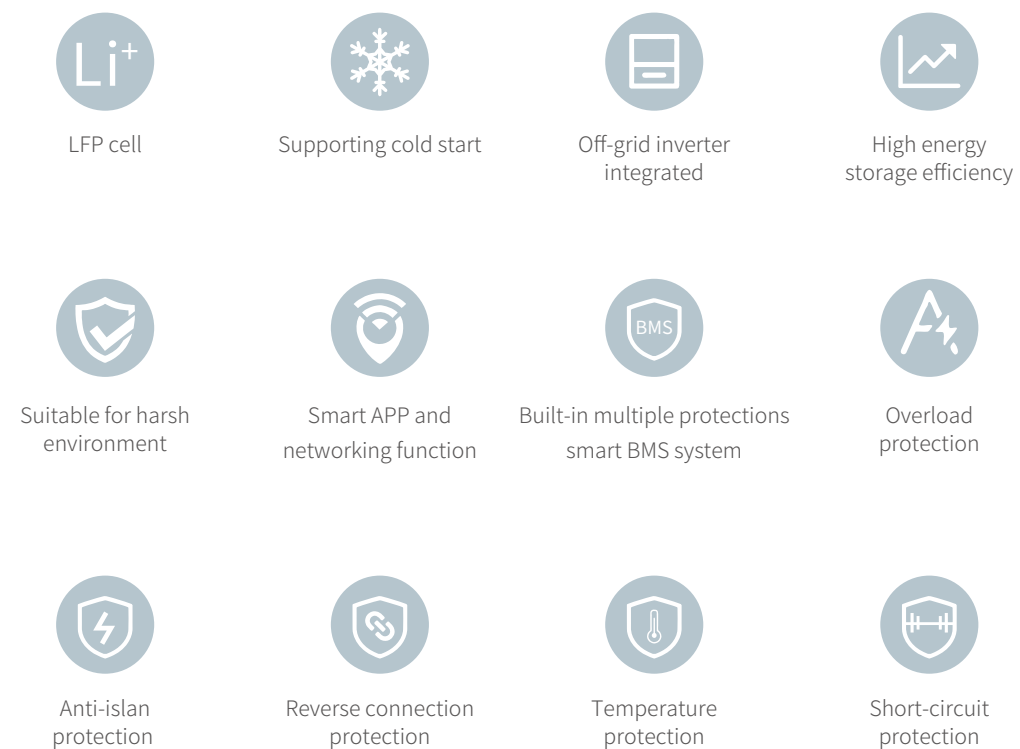 Li+
LFP cell
Supporting cold start
Off-grid inverter
integrated
High energy
storage efficiency
Suitable for harsh
environment
Smart APP and
networking function
BMS
Built-in multiple protections
smart BMS system
Overload
protection
Anti-islan
protection
Reverse connection
protection
Temperature
protection
Short-circuit
protection